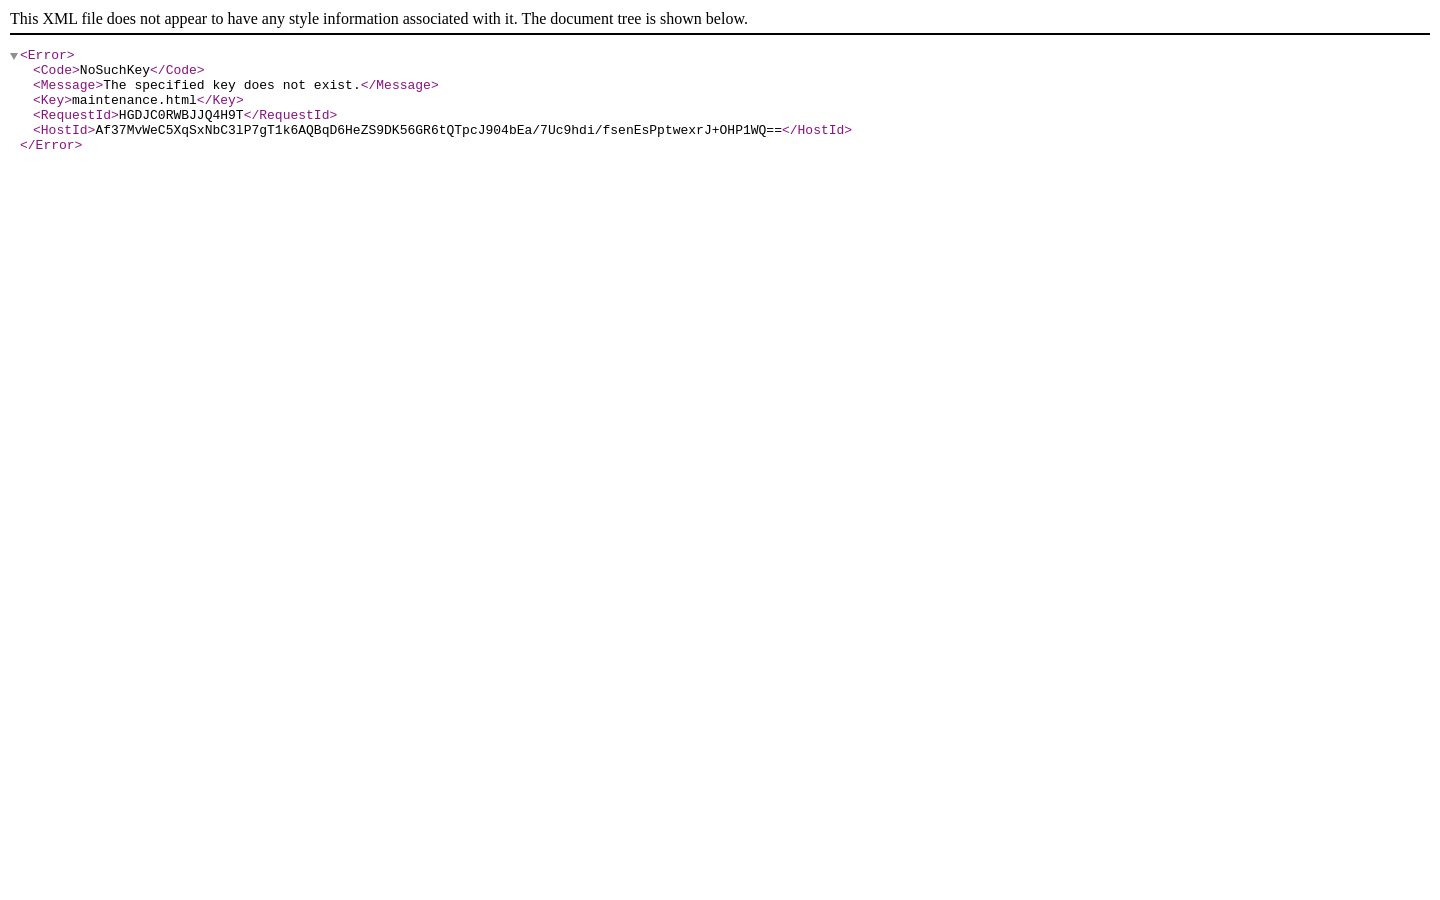 This XML file does not appear to have any style information associated with it. The document tree is shown below.
<Error>
<Code>NoSuchKey</Code>
<Message>The specified key does not exist.</Message>
<Key>maintenance.html</Key>
<RequestId>HGDJC0RWBJJQ4H9T</RequestId>
<HostId>Af37MvWeC5XqSxNbC3lP7gT1k6AQBqD6HeZS9DK56GR6tQTpcJ904bEa/7Uc9hdi/fsenEsPptwexrJ+OHP1WQ==</HostId>
</Error>